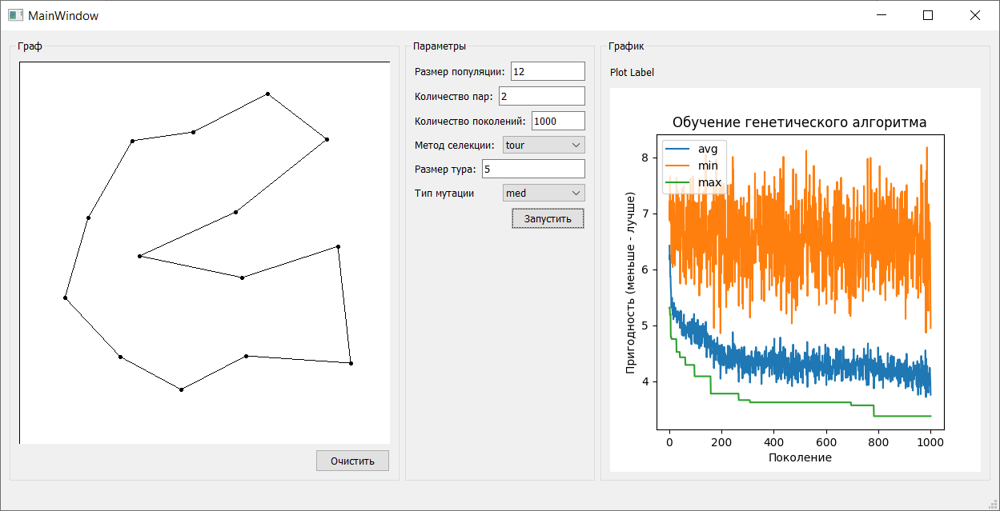 MainWindow
Граф
Очистить
Параметры
Размер популяции: 12
Количество пар: 2
Количество поколений: 1000
Метод селекции: tour
Размер тура: 5
Тип мутации med
Запустить
График
Plot Label
Обучение генетического алгоритма
avg
min
max
Пригодность (меньше - лучше)
8
7
6
5
4
0 200 400 600 800 1000
Поколение